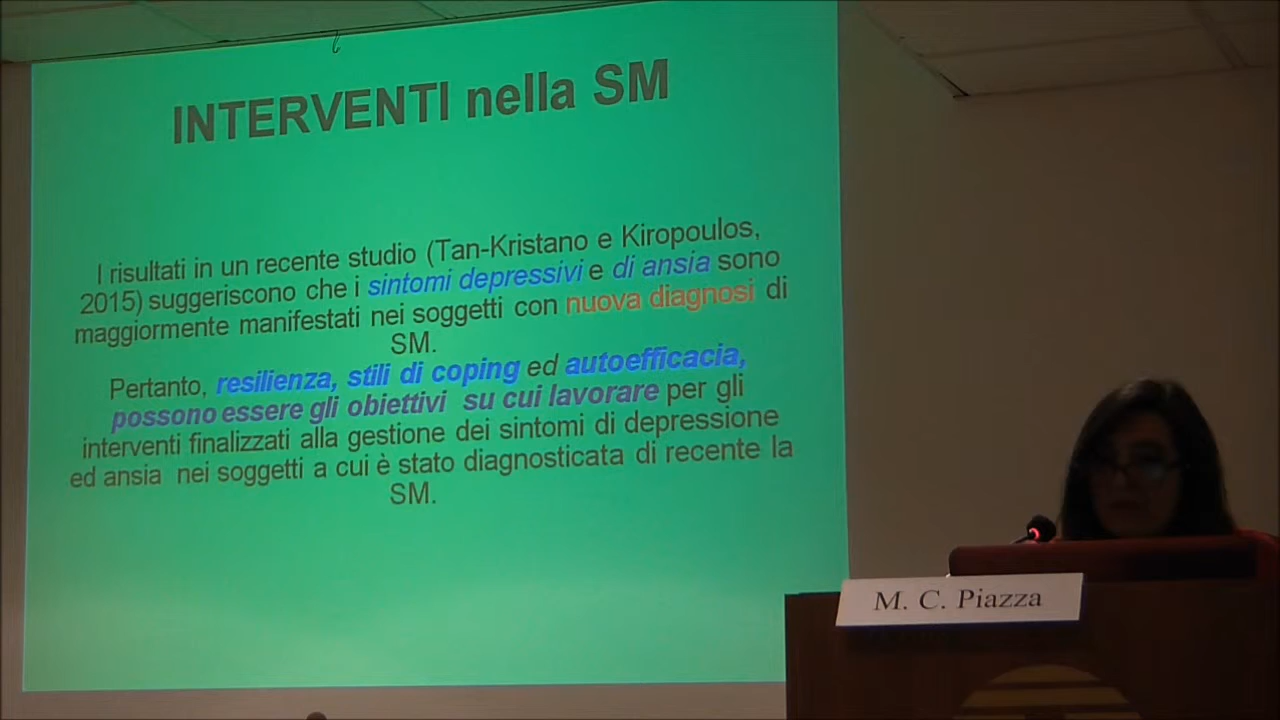 INTERVENTI nella SM
I risultati in un recente studio (Tan-Kristano e Kiropoulos,
2015) suggeriscono che i sintomi depressivi e di ansia sono
maggiormente manifestati nei soggetti con nuova diagnosi di
SM.
Pertanto, resilienza, stili di coping ed autoefficacia,
possono essere gli obiettivi su cui lavorare per gli
interventi finalizzati alla gestione dei sintomi di depressione
ed ansia nei soggetti a cui è stato diagnosticata di recente la
SM.
M. C. Piazza